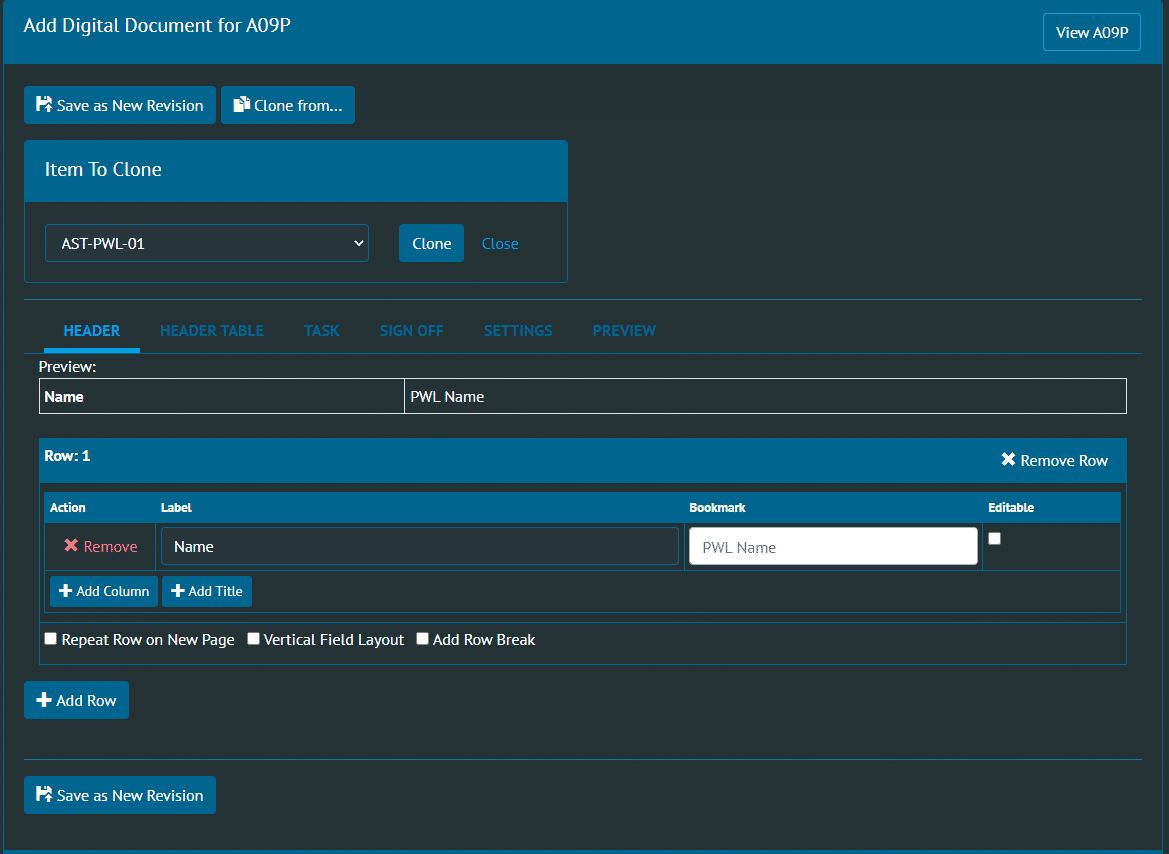 Add Digital Document for A09P
View A09P
Save as New Revision
Clone from...
Item To Clone
AST-PWL-01
Clone
Close
HEADER
HEADER TABLE
TASK
SIGN OFF
SETTINGS
PREVIEW
Preview:
Name
PWL Name
Row: 1
Remove Row
Action
Label
Bookmark
Editable
Remove
Name
PWL Name
Add Column
Add Title
Repeat Row on New Page
Vertical Field Layout
Add Row Break
Add Row
Save as New Revision